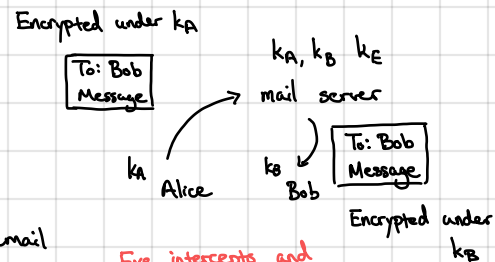 Encrypted under kA
To: Bob
Message
kA, kB kE
mail server
To: Bob
Message
kA
Alice
kB
Bob
Encrypted under
kB
mail
Eve intercepts and